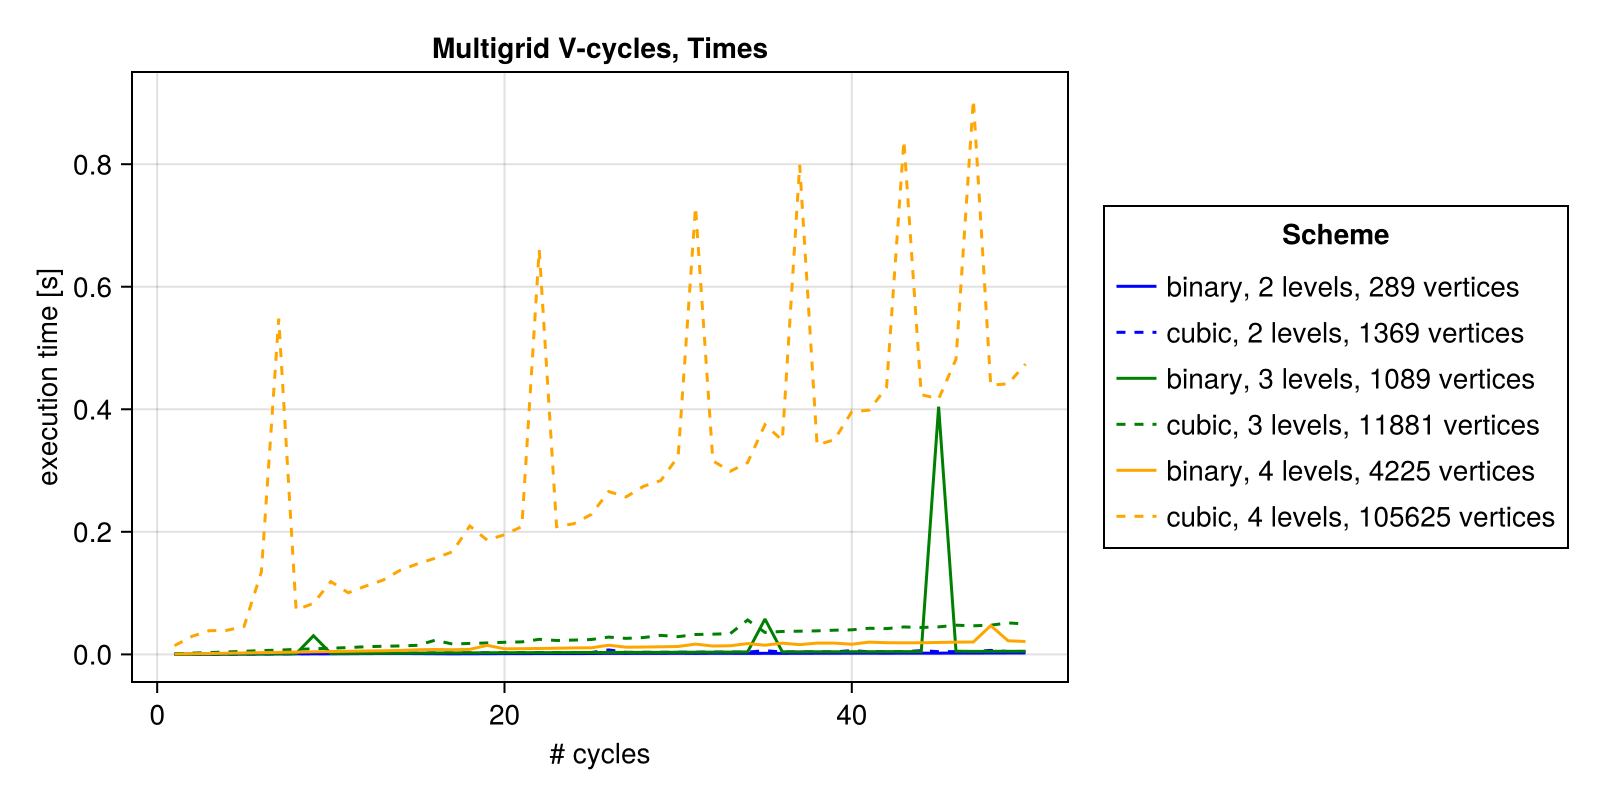 Multigrid V-cycles, Times
execution time [s]
0.8
0.6
0.4
0.2
0.0
0
20
40
# cycles
Scheme
binary, 2 levels, 289 vertices
cubic, 2 levels, 1369 vertices
binary, 3 levels, 1089 vertices
cubic, 3 levels, 11881 vertices
binary, 4 levels, 4225 vertices
cubic, 4 levels, 105625 vertices